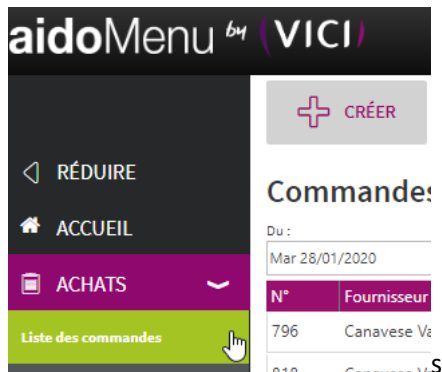 aidoMenu by (VICI)
CRÉER
RÉDUIRE
Commandes
ACCUEIL
Du :
Mar 28/01/2020
ACHATS
N° Fournisseur
Liste des commandes
796 Canavese Va
s